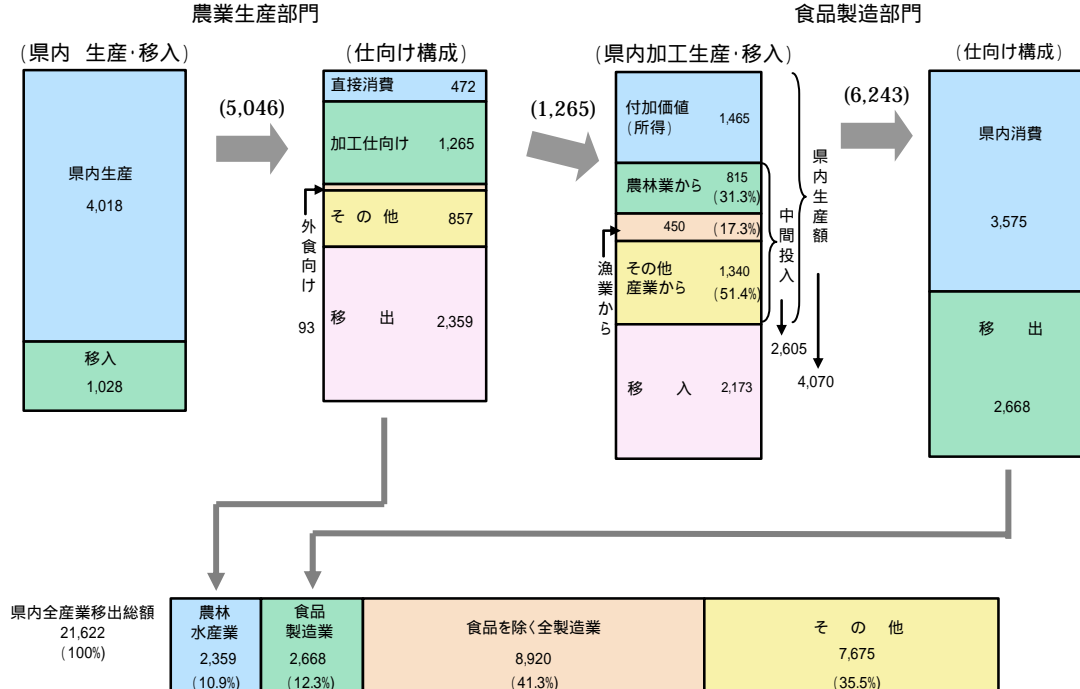 農業生産部門
食品製造部門
(県内 生産･移入)
(仕向け構成)
(県内加工生産･移入)
(仕向け構成)
県内生産
4,018
移入
1,028
(5,046)
直接消費 472
加工仕向け 1,265
そ の 他 857
移 出 2,359
外食向け
93
(1,265)
付加価値
(所得)
1,465
農林業から 815
(31.3%)
450 (17.3%)
その他
産業から
1,340
(51.4%)
移 入 2,173
漁業から
中間投入
2,605
県内生産額
4,070
(6,243)
県内消費
3,575
移 出
2,668
県内全産業移出総額
21,622
(100%)
農林
水産業
2,359
(10.9%)
食品
製造業
2,668
(12.3%)
食品を除く全製造業
8,920
(41.3%)
そ の 他
7,675
(35.5%)